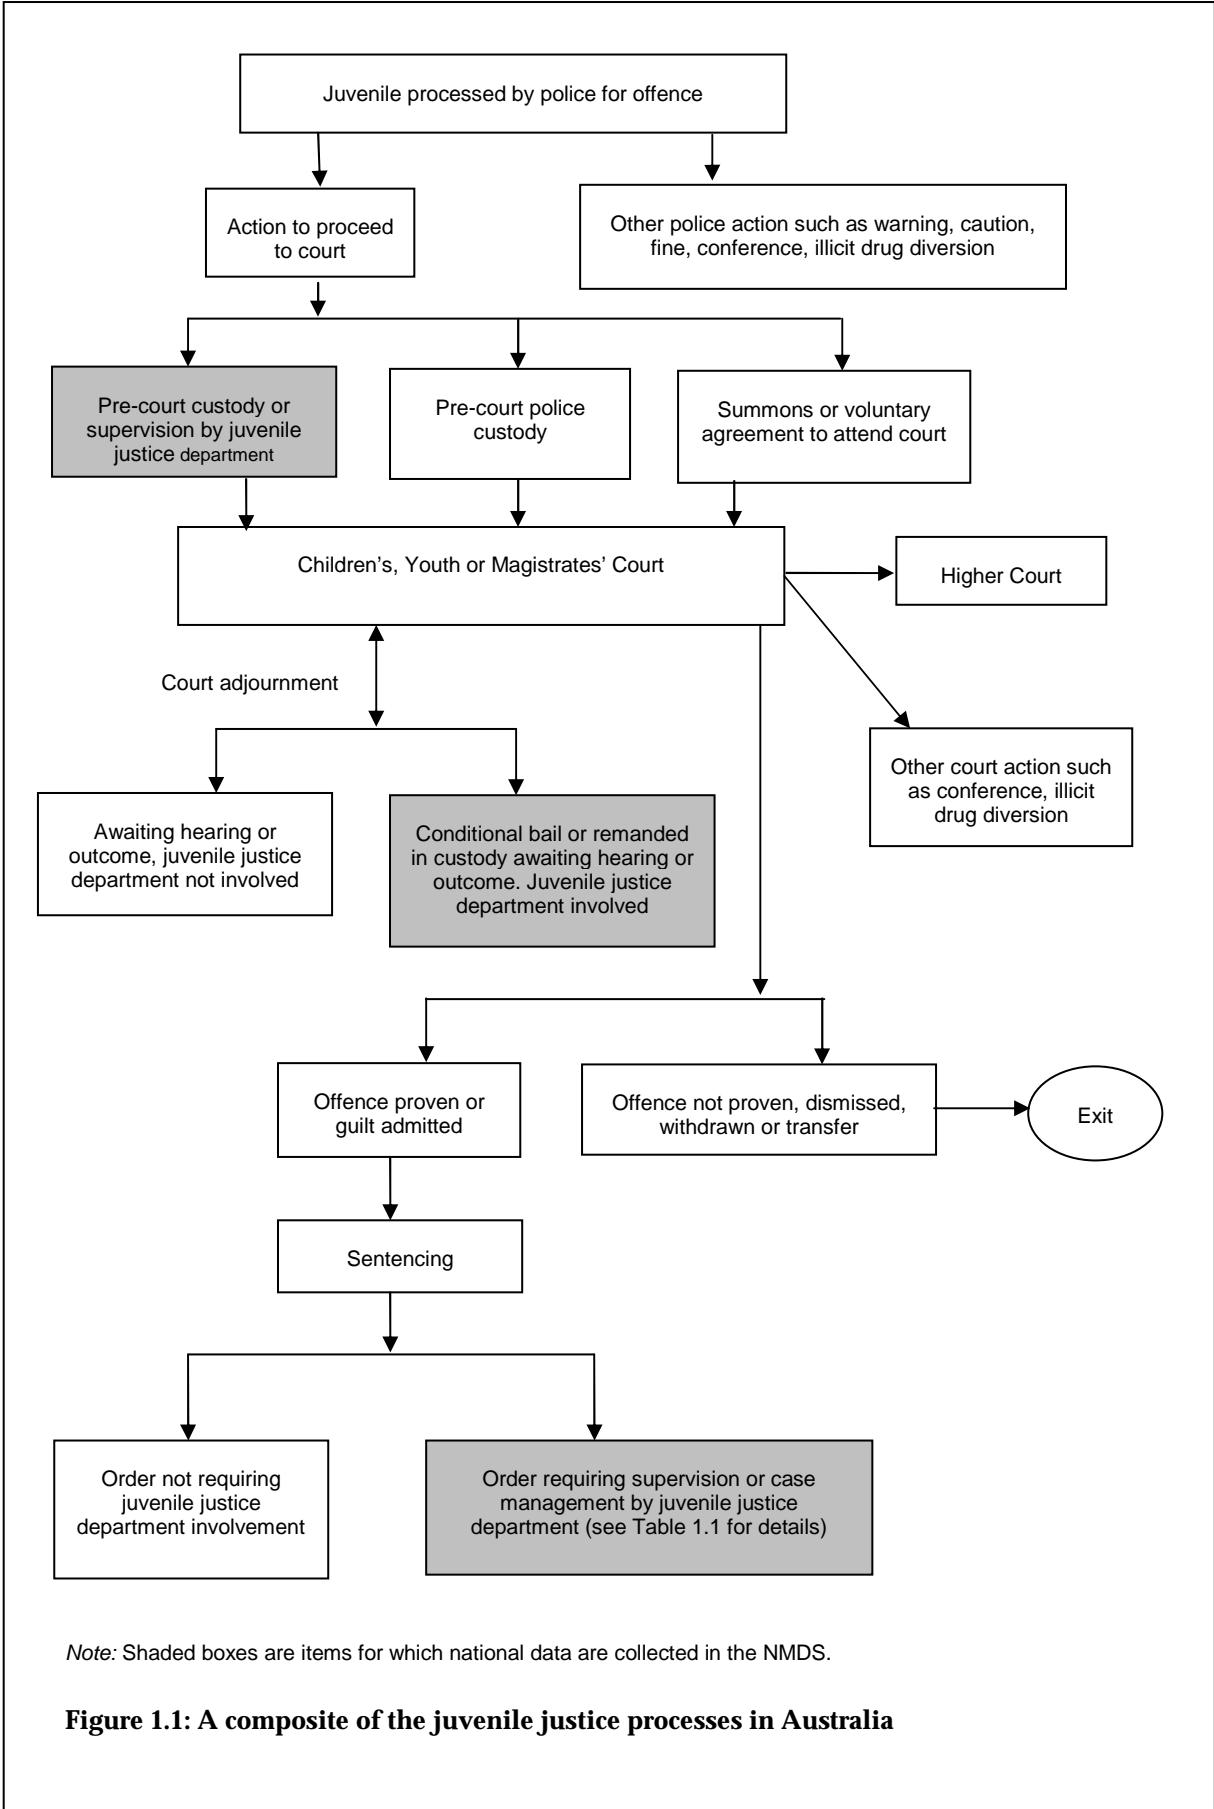 Juvenile processed by police for offence
Action to proceed
to court
Other police action such as warning, caution,
fine, conference, illicit drug diversion
Pre-court custody or
supervision by juvenile
justice department
Pre-court police
custody
Summons or voluntary
agreement to attend court
Children's, Youth or Magistrates' Court
Higher Court
Court adjournment
Other court action such
as conference, illicit
drug diversion
Awaiting hearing or
outcome, juvenile justice
department not involved
Conditional bail or remanded
in custody awaiting hearing or
outcome. Juvenile justice
department involved
Offence proven or
guilt admitted
Offence not proven, dismissed,
withdrawn or transfer
Exit
Sentencing
Order not requiring
juvenile justice
department involvement
Order requiring supervision or case
management by juvenile justice
department (see Table 1.1 for details)
Note: Shaded boxes are items for which national data are collected in the NMDS.
Figure 1.1: A composite of the juvenile justice processes in Australia